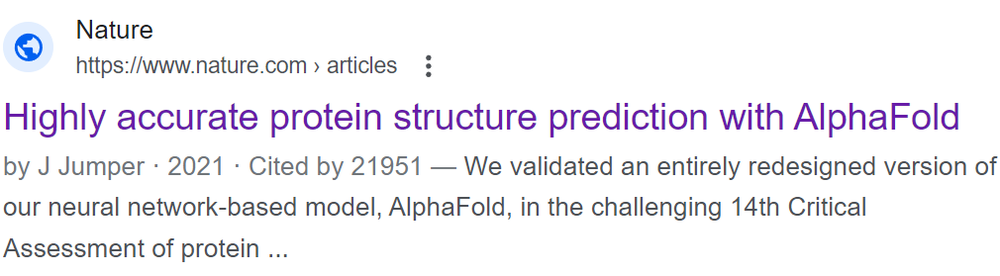 Nature
https://www.nature.com › articles
Highly accurate protein structure prediction with AlphaFold
by J Jumper · 2021 · Cited by 21951 — We validated an entirely redesigned version of
our neural network-based model, AlphaFold, in the challenging 14th Critical
Assessment of protein ...